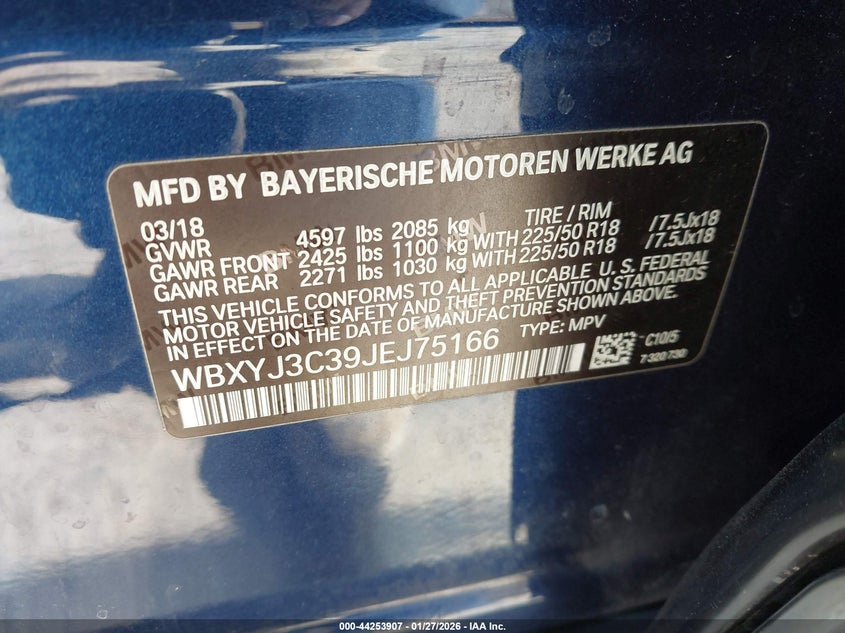 MFD BY BAYERISCHE MOTOREN WERKE AG
03/18 TIRE / RIM
GVWR 4597 lbs 2085 kg
GAWR FRONT 2425 lbs 1100 kg WITH 225/50 R18 /7.5Jx18
GAWR REAR 2271 lbs 1030 kg WITH 225/50 R18 /7.5Jx18
THIS VEHICLE CONFORMS TO ALL APPLICABLE U. S. FEDERAL
MOTOR VEHICLE SAFETY AND THEFT PREVENTION STANDARDS
IN EFFECT ON THE DATE OF MANUFACTURE SHOWN ABOVE.
WBXYJ3C39JEJ75166 TYPE: MPV
C10/5
7 320 730
000-44253907 - 01/27/2026 - IAA Inc.